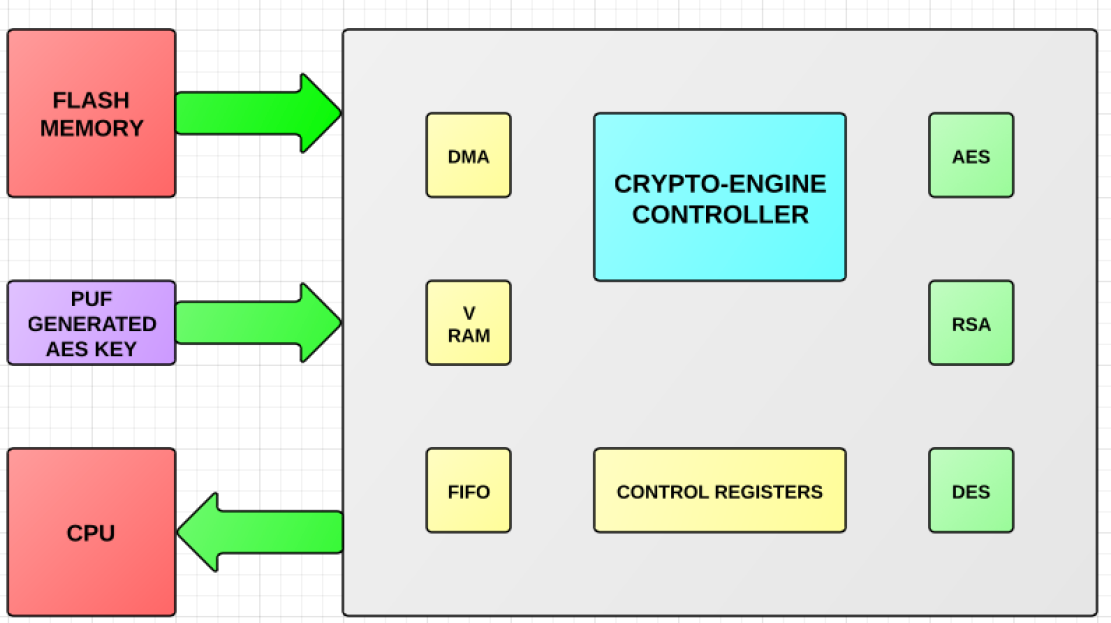 FLASH
MEMORY
DMA
CRYPTO-ENGINE
CONTROLLER
AES
PUF
GENERATED
AES KEY
V
RAM
RSA
CPU
FIFO
CONTROL REGISTERS
DES